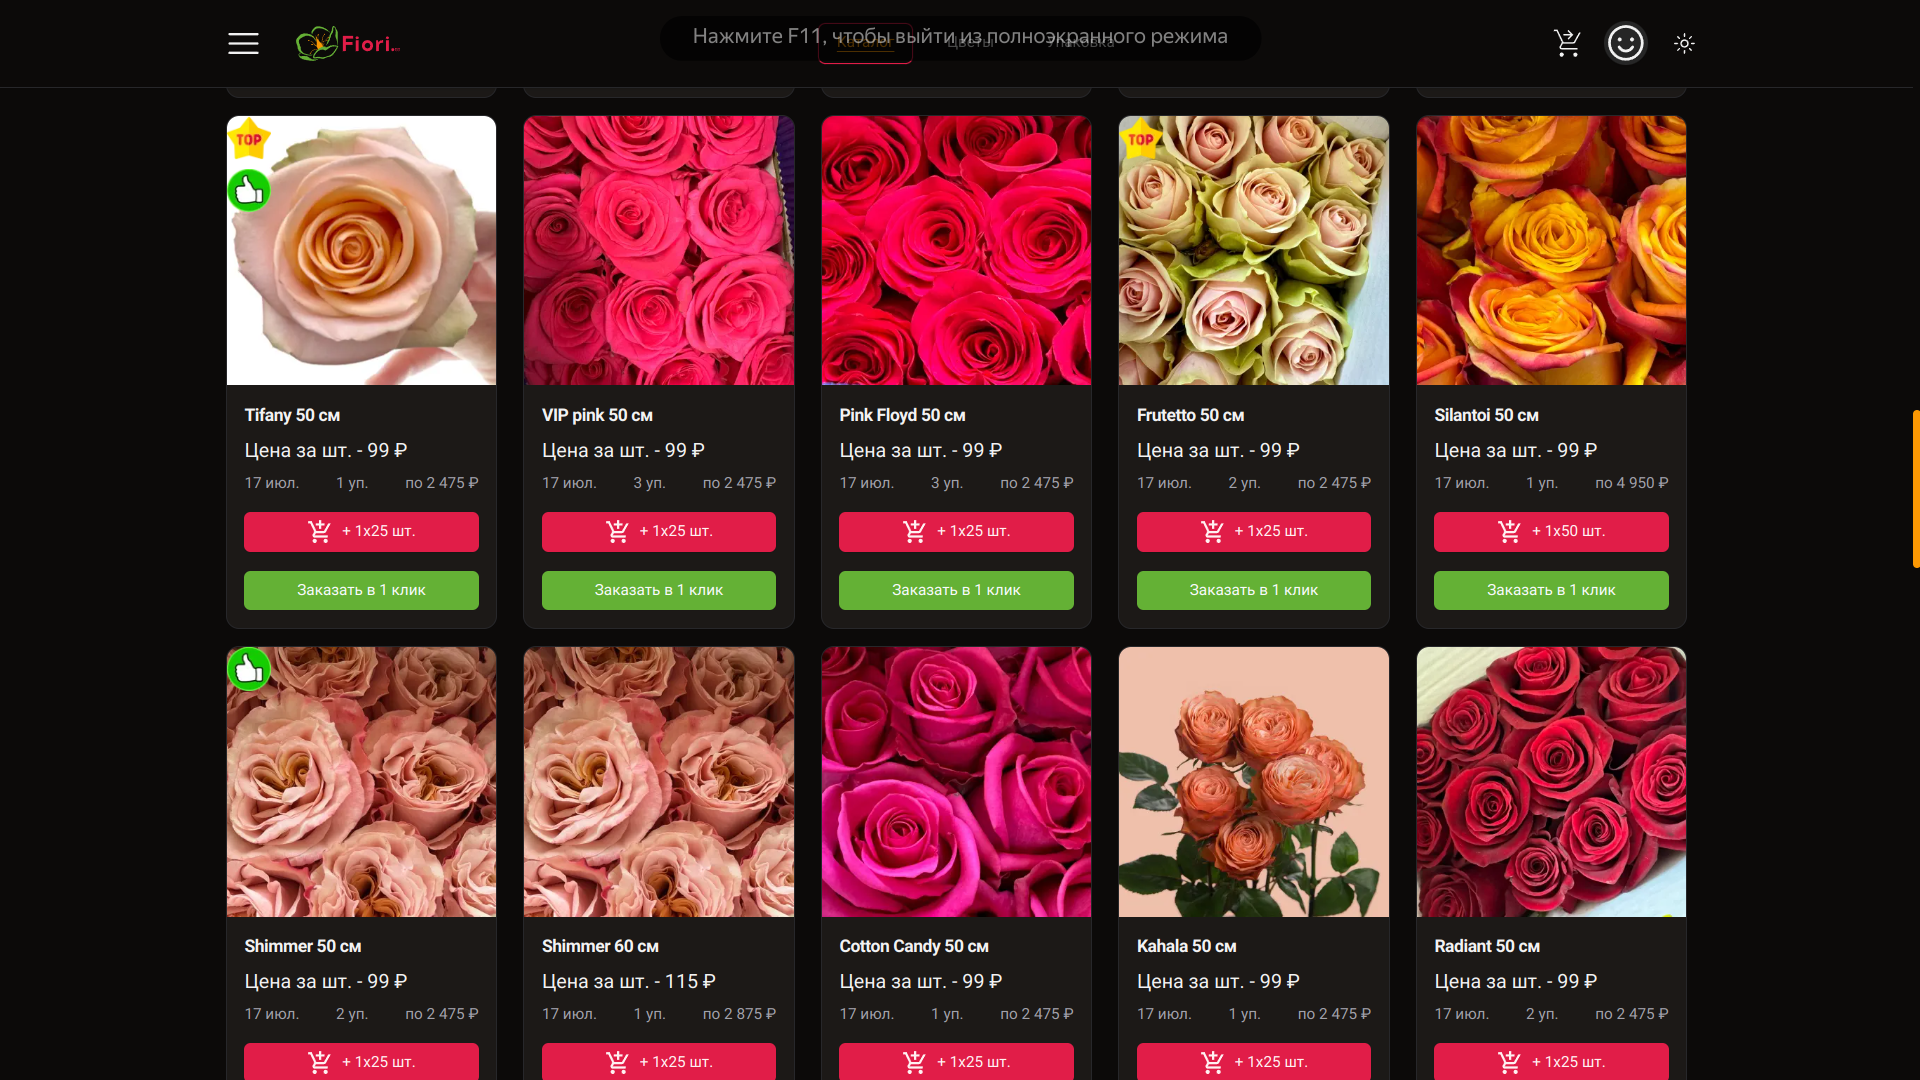 Fiori.
Нажмите F11, чтобы выйти из полноэкранного режима
Каталог
Цветы
Упаковка
TOP
TOP
Tifany 50 см
Цена за шт. - 99 ₽
17 июл. 1 уп. по 2 475 ₽
+ 1x25 шт.
Заказать в 1 клик
VIP pink 50 см
Цена за шт. - 99 ₽
17 июл. 3 уп. по 2 475 ₽
+ 1x25 шт.
Заказать в 1 клик
Pink Floyd 50 см
Цена за шт. - 99 ₽
17 июл. 3 уп. по 2 475 ₽
+ 1x25 шт.
Заказать в 1 клик
Frutetto 50 см
Цена за шт. - 99 ₽
17 июл. 2 уп. по 2 475 ₽
+ 1x25 шт.
Заказать в 1 клик
Silantoi 50 см
Цена за шт. - 99 ₽
17 июл. 1 уп. по 4 950 ₽
+ 1x50 шт.
Заказать в 1 клик
Shimmer 50 см
Цена за шт. - 99 ₽
17 июл. 2 уп. по 2 475 ₽
+ 1x25 шт.
Shimmer 60 см
Цена за шт. - 115 ₽
17 июл. 1 уп. по 2 875 ₽
+ 1x25 шт.
Cotton Candy 50 см
Цена за шт. - 99 ₽
17 июл. 1 уп. по 2 475 ₽
+ 1x25 шт.
Kahala 50 см
Цена за шт. - 99 ₽
17 июл. 1 уп. по 2 475 ₽
+ 1x25 шт.
Radiant 50 см
Цена за шт. - 99 ₽
17 июл. 2 уп. по 2 475 ₽
+ 1x25 шт.